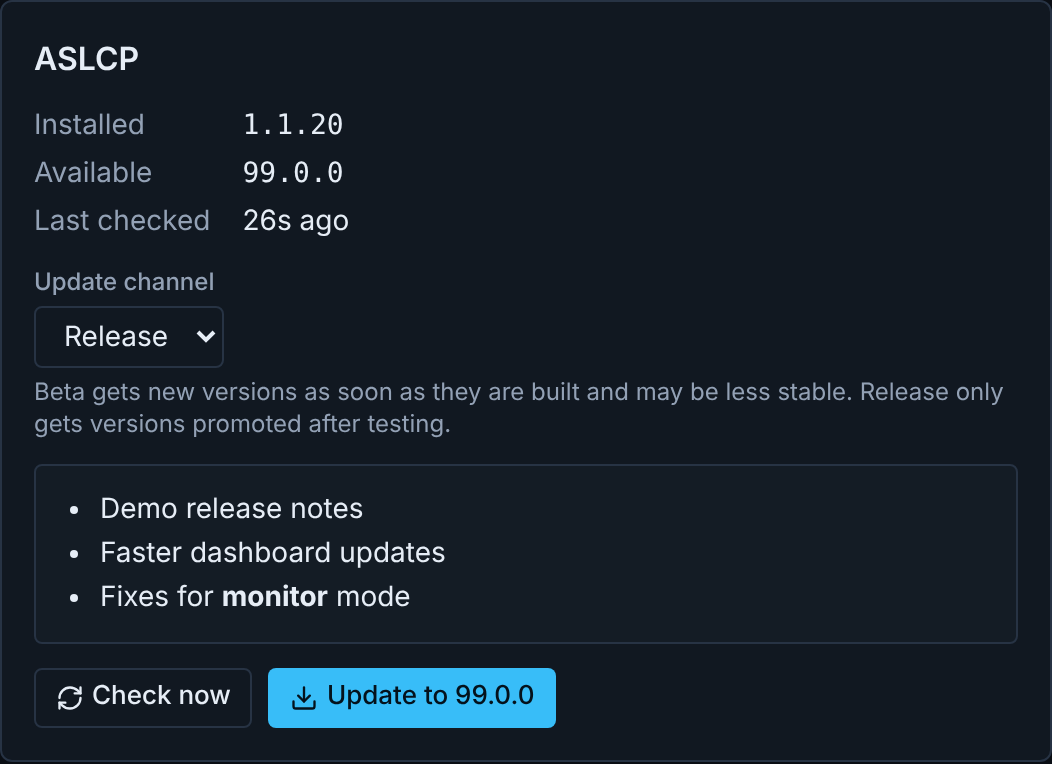 ASLCP
Installed 1.1.20
Available 99.0.0
Last checked 26s ago
Update channel
Release
Beta gets new versions as soon as they are built and may be less stable. Release only
gets versions promoted after testing.
Demo release notes
Faster dashboard updates
Fixes for monitor mode
Check now Update to 99.0.0